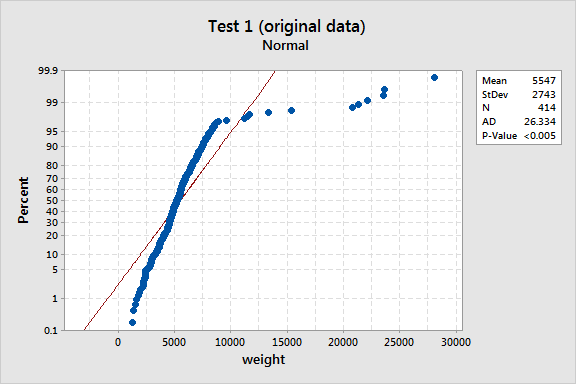 Test 1 (original data)
Normal
99.9
99
95
90
80
70
60
50
40
30
20
10
5
1
0.1
Percent
0 5000 10000 15000 20000 25000 30000
weight
Mean 5547
StDev 2743
N 414
AD 26.334
P-Value <0.005